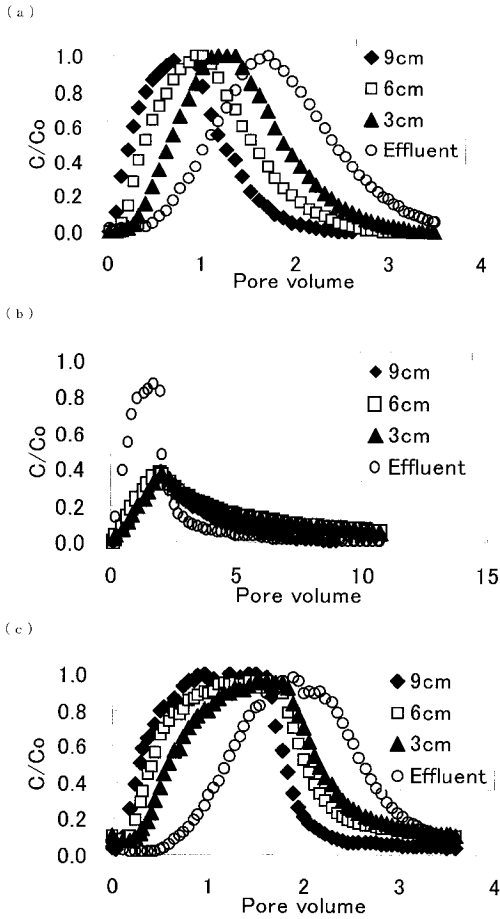 (a)
1.0
0.8
0.6
0.4
0.2
0.0
C/Co
9cm
6cm
3cm
Effluent
0 1 2 3 4
Pore volume
(b)
1.0
0.8
0.6
0.4
0.2
0.0
C/Co
9cm
6cm
3cm
Effluent
0 5 10 15
Pore volume
(c)
1.0
0.8
0.6
0.4
0.2
0.0
C/Co
9cm
6cm
3cm
Effluent
0 1 2 3 4
Pore volume